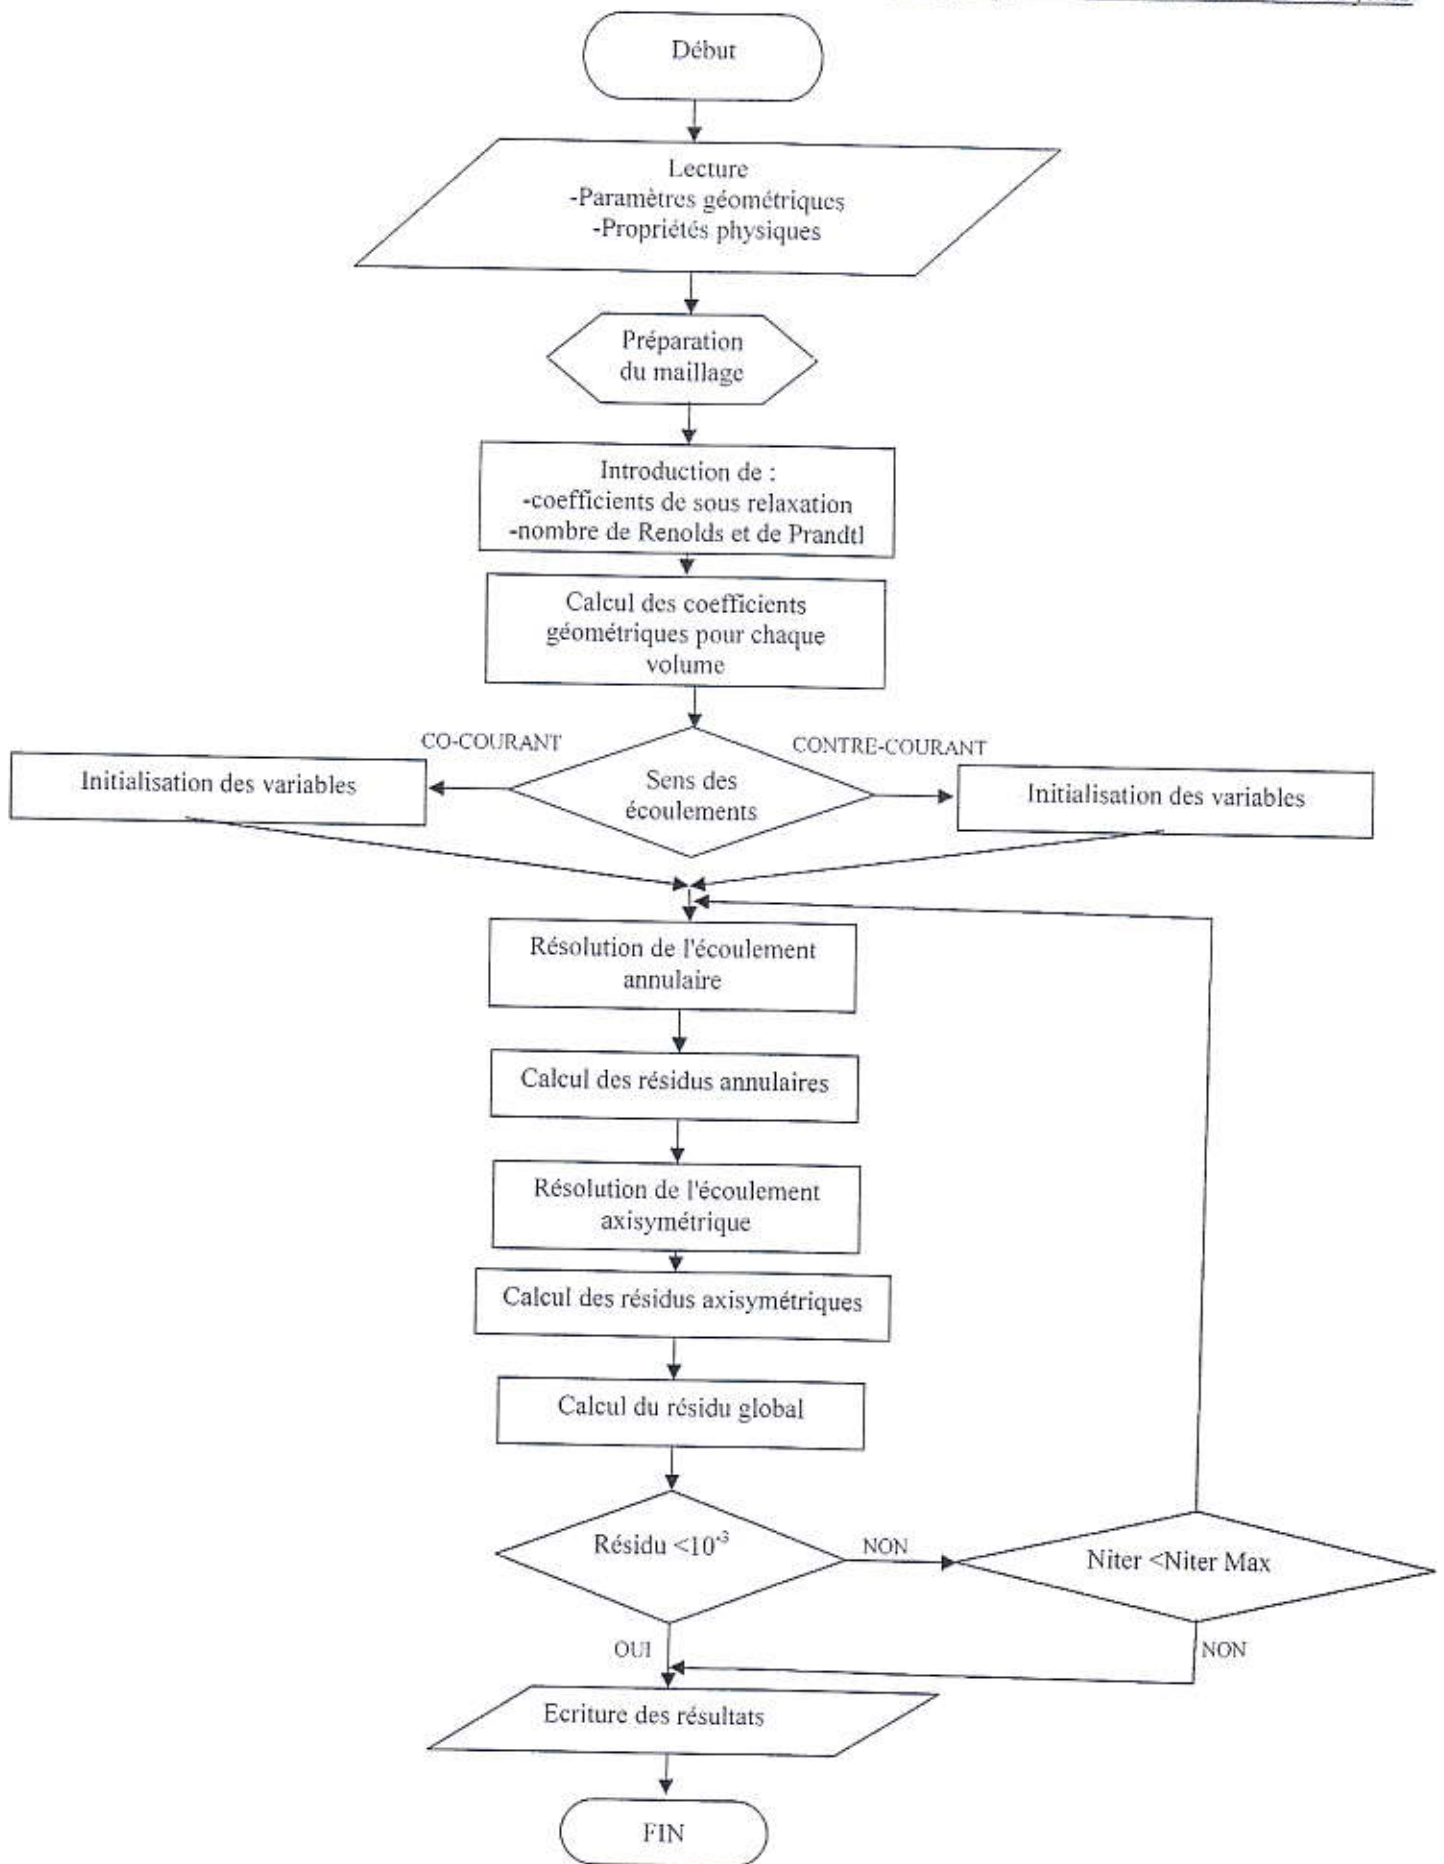 Début
Lecture
-Paramètres géométriques
-Propriétés physiques
Préparation
du maillage
Introduction de :
-coefficients de sous relaxation
-nombre de Renolds et de Prandtl
Calcul des coefficients
géométriques pour chaque
volume
CO-COURANT
CONTRE-COURANT
Initialisation des variables
Sens des
écoulements
Initialisation des variables
Résolution de l'écoulement
annulaire
Calcul des résidus annulaires
Résolution de l'écoulement
axisymétrique
Calcul des résidus axisymétriques
Calcul du résidu global
Résidu <10⁻³
NON
Niter <Niter Max
OUI
NON
Ecriture des résultats
FIN